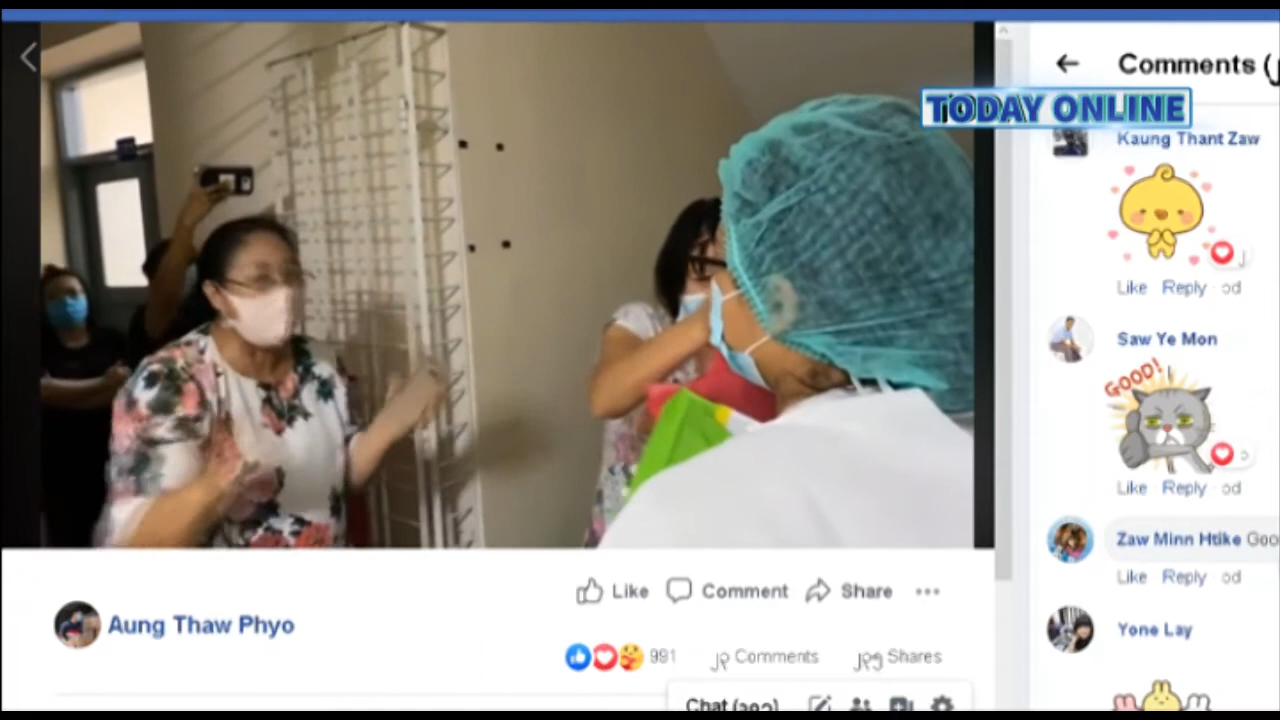 Comments (
TODAY ONLINE
Kaung Thant Zaw
Like Reply
GOOD!
Saw Ye Mon
Like Reply
Zaw Minn Htike Goo
Like Reply
Yone Lay
Like Comment Share
Aung Thaw Phyo
991 Comments Shares
Chat